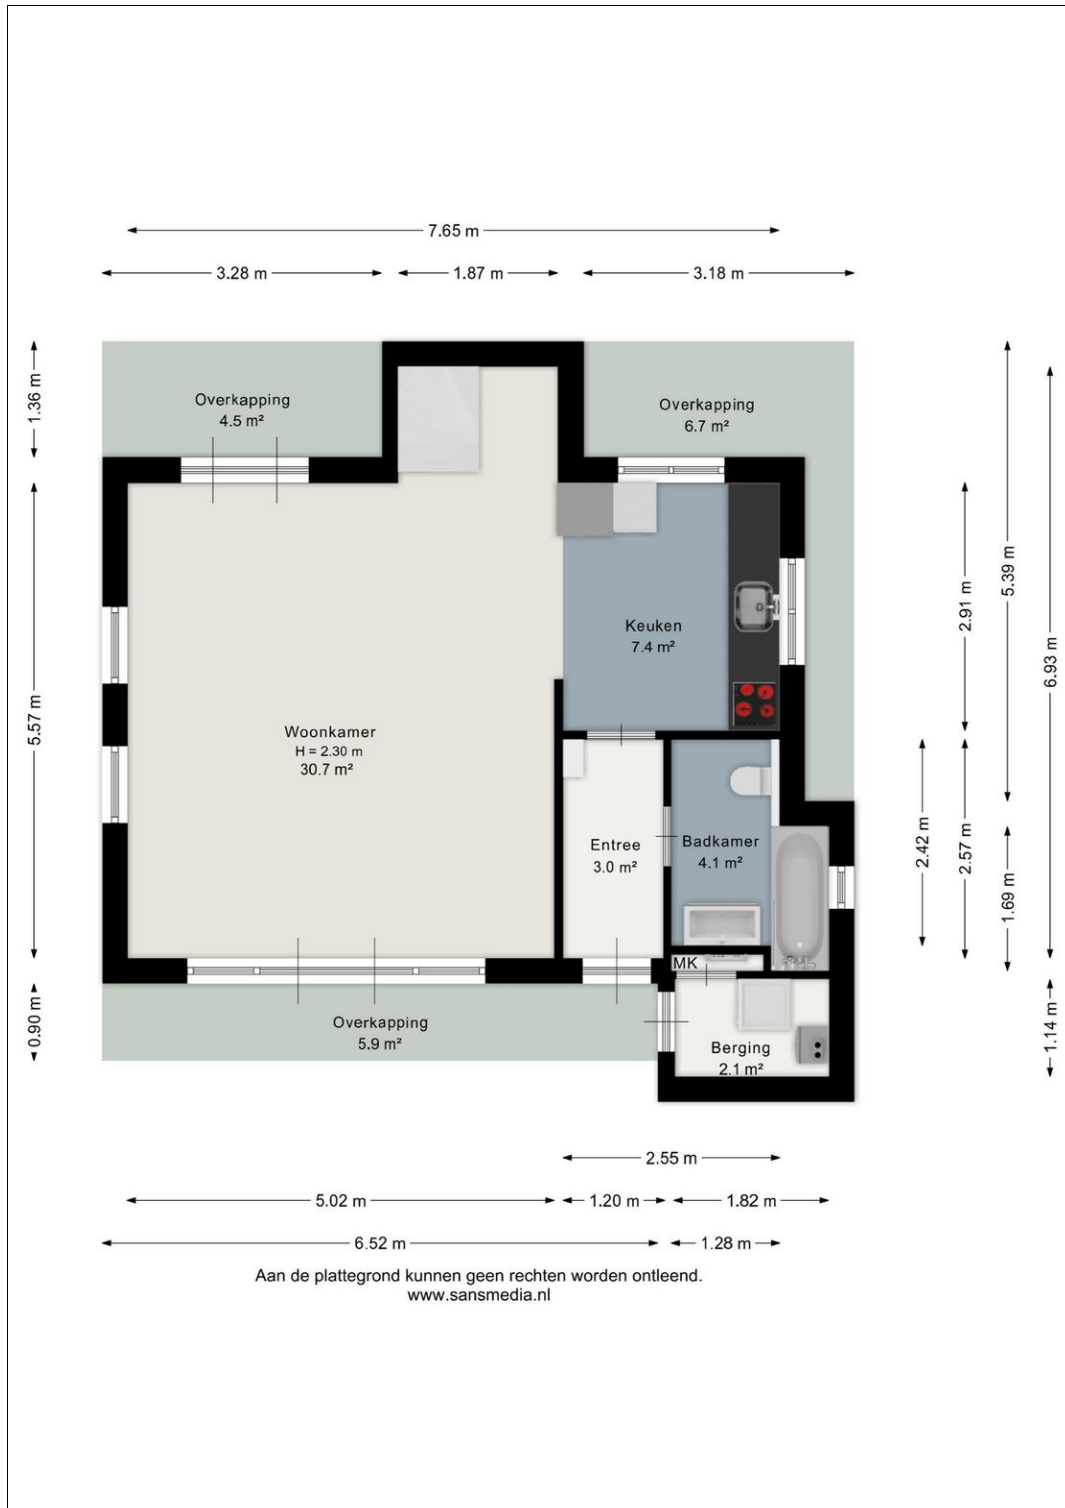 7.65 m
3.28 m
1.87 m
3.18 m
1.36 m
5.57 m
0.90 m
Overkapping
4.5 m²
Overkapping
6.7 m²
Keuken
7.4 m²
Woonkamer
H = 2.30 m
30.7 m²
Entree
3.0 m²
Badkamer
4.1 m²
MK
Overkapping
5.9 m²
Berging
2.1 m²
2.42 m
2.91 m
2.57 m
5.39 m
1.69 m
6.93 m
1.14 m
2.55 m
5.02 m
1.20 m
1.82 m
6.52 m
1.28 m
Aan de plattegrond kunnen geen rechten worden ontleend.
www.sansmedia.nl